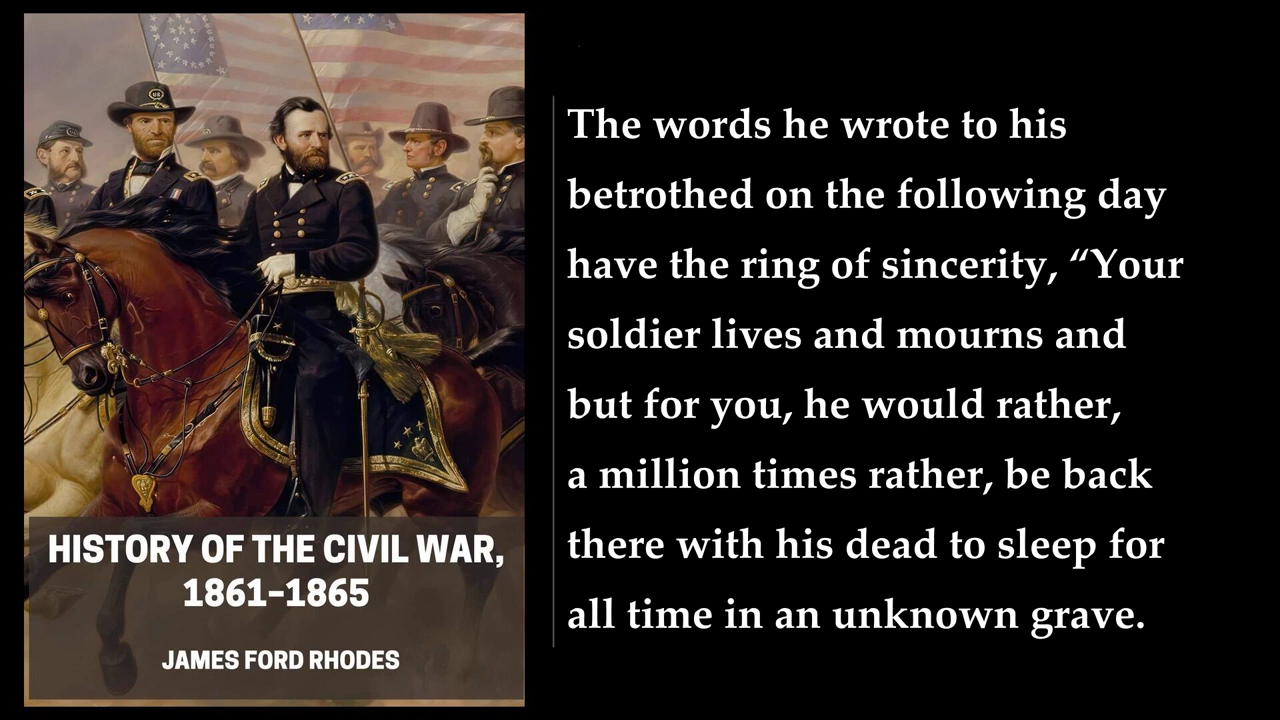 HISTORY OF THE CIVIL WAR,
1861–1865
JAMES FORD RHODES
The words he wrote to his
betrothed on the following day
have the ring of sincerity, “Your
soldier lives and mourns and
but for you, he would rather,
a million times rather, be back
there with his dead to sleep for
all time in an unknown grave.